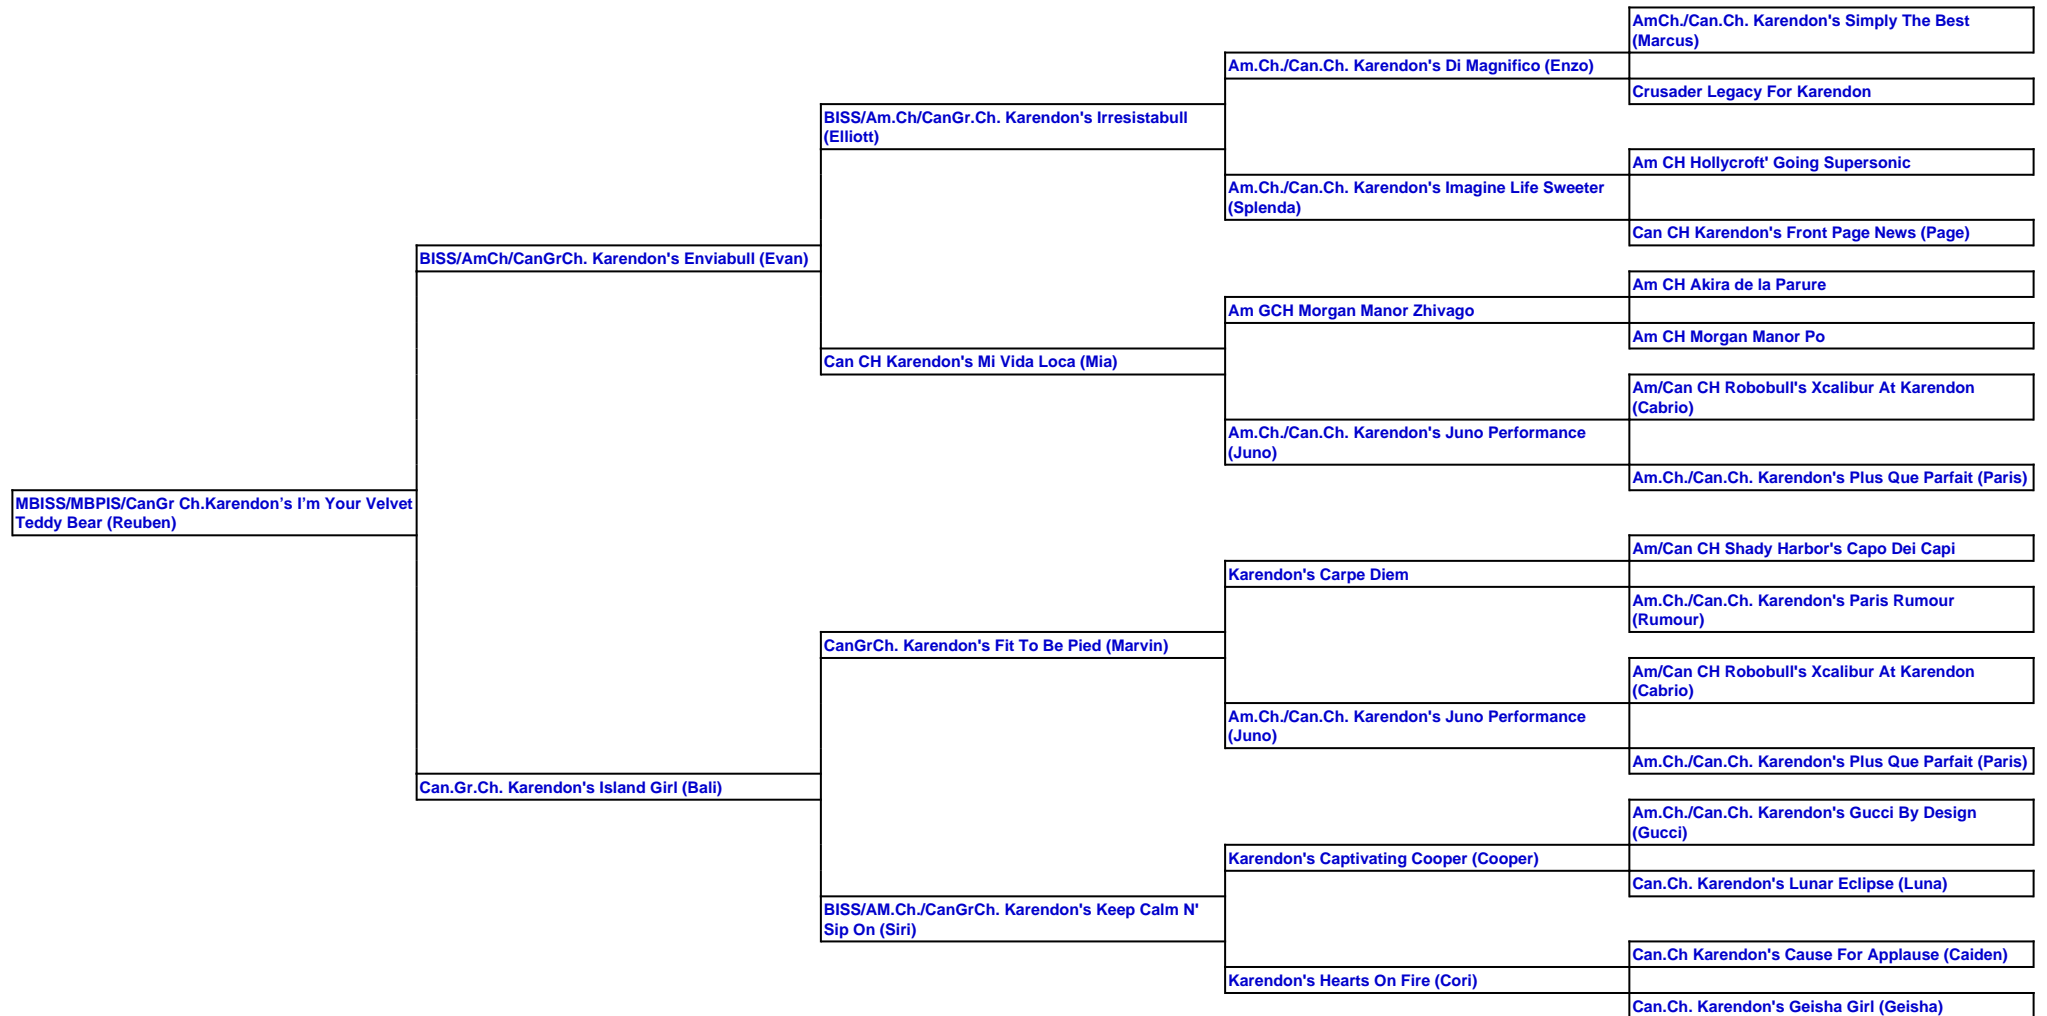 AmCh./Can.Ch. Karendon's Simply The Best
(Marcus)
Am.Ch./Can.Ch. Karendon's Di Magnifico (Enzo)
Crusader Legacy For Karendon
BISS/Am.Ch/CanGr.Ch. Karendon's Irresistabull
(Elliott)
Am CH Hollycroft' Going Supersonic
Am.Ch./Can.Ch. Karendon's Imagine Life Sweeter
(Splenda)
Can CH Karendon's Front Page News (Page)
BISS/AmCh/CanGrCh. Karendon's Enviabull (Evan)
Am CH Akira de la Parure
Am GCH Morgan Manor Zhivago
Am CH Morgan Manor Po
Can CH Karendon's Mi Vida Loca (Mia)
Am/Can CH Robobull's Xcalibur At Karendon
(Cabrio)
Am.Ch./Can.Ch. Karendon's Juno Performance
(Juno)
Am.Ch./Can.Ch. Karendon's Plus Que Parfait (Paris)
MBISS/MBPIS/CanGr Ch.Karendon’s I’m Your Velvet
Teddy Bear (Reuben)
Am/Can CH Shady Harbor's Capo Dei Capi
Karendon's Carpe Diem
Am.Ch./Can.Ch. Karendon's Paris Rumour
(Rumour)
CanGrCh. Karendon's Fit To Be Pied (Marvin)
Am/Can CH Robobull's Xcalibur At Karendon
(Cabrio)
Am.Ch./Can.Ch. Karendon's Juno Performance
(Juno)
Am.Ch./Can.Ch. Karendon's Plus Que Parfait (Paris)
Can.Gr.Ch. Karendon's Island Girl (Bali)
Am.Ch./Can.Ch. Karendon's Gucci By Design
(Gucci)
Karendon's Captivating Cooper (Cooper)
Can.Ch. Karendon's Lunar Eclipse (Luna)
BISS/AM.Ch./CanGrCh. Karendon's Keep Calm N'
Sip On (Siri)
Can.Ch Karendon's Cause For Applause (Caiden)
Karendon's Hearts On Fire (Cori)
Can.Ch. Karendon's Geisha Girl (Geisha)